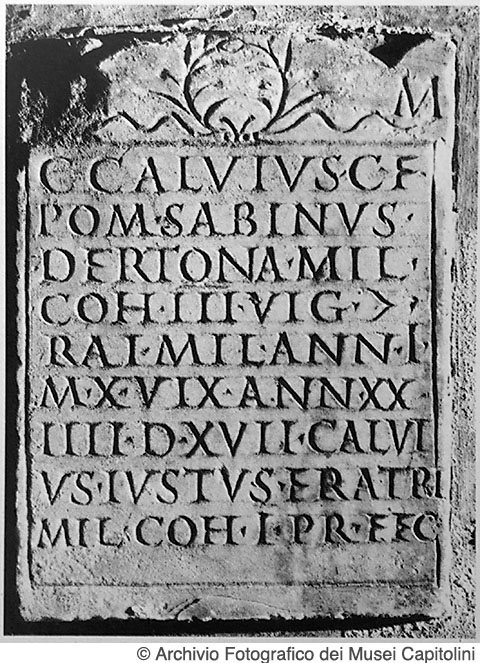 M
C·CALVIVS·C·F·
POM·SABINVS·
DERTONA·MIL·
COH·III·VIG·>·
RAI·MIL·ANN·I·
M·X·VIX·ANN·XX
IIII·D·XVII·CALVI
VS·IVSTVS·FRATRI
MIL·COH·I·PR·FEC
© Archivio Fotografico dei Musei Capitolini